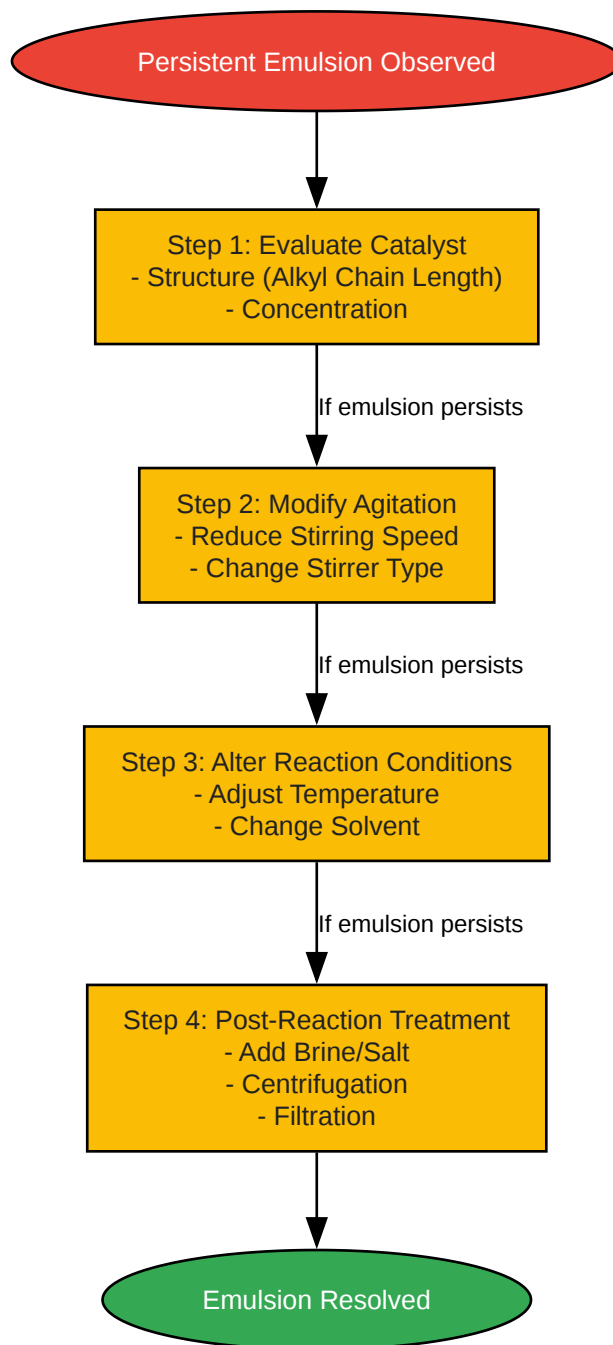 Persistent Emulsion Observed
Step 1: Evaluate Catalyst
- Structure (Alkyl Chain Length)
- Concentration
If emulsion persists
Step 2: Modify Agitation
- Reduce Stirring Speed
- Change Stirrer Type
If emulsion persists
Step 3: Alter Reaction Conditions
- Adjust Temperature
- Change Solvent
If emulsion persists
Step 4: Post-Reaction Treatment
- Add Brine/Salt
- Centrifugation
- Filtration
Emulsion Resolved